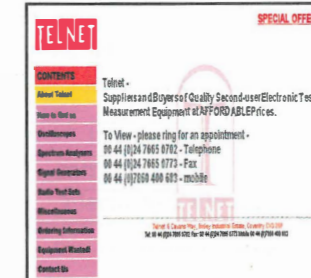 SPECIAL OFFE
TELNET
CONTENTS
About Telnet
How to find us
Oscilloscopes
Spectrum Analysers
Signal Generators
Radio Test Sets
Miscellaneous
Ordering Information
Equipment Wanted!
Contact Us
Telnet -
Suppliers and Buyers of Quality Second-user Electronic Tes
Measurement Equipment at AFFORDABLE Prices.
To View - please ring for an appointment -
00 44 (0)24 7665 0702 - Telephone
00 44 (0)24 7665 0773 - Fax
00 44 (0)7860 400 683 - mobile